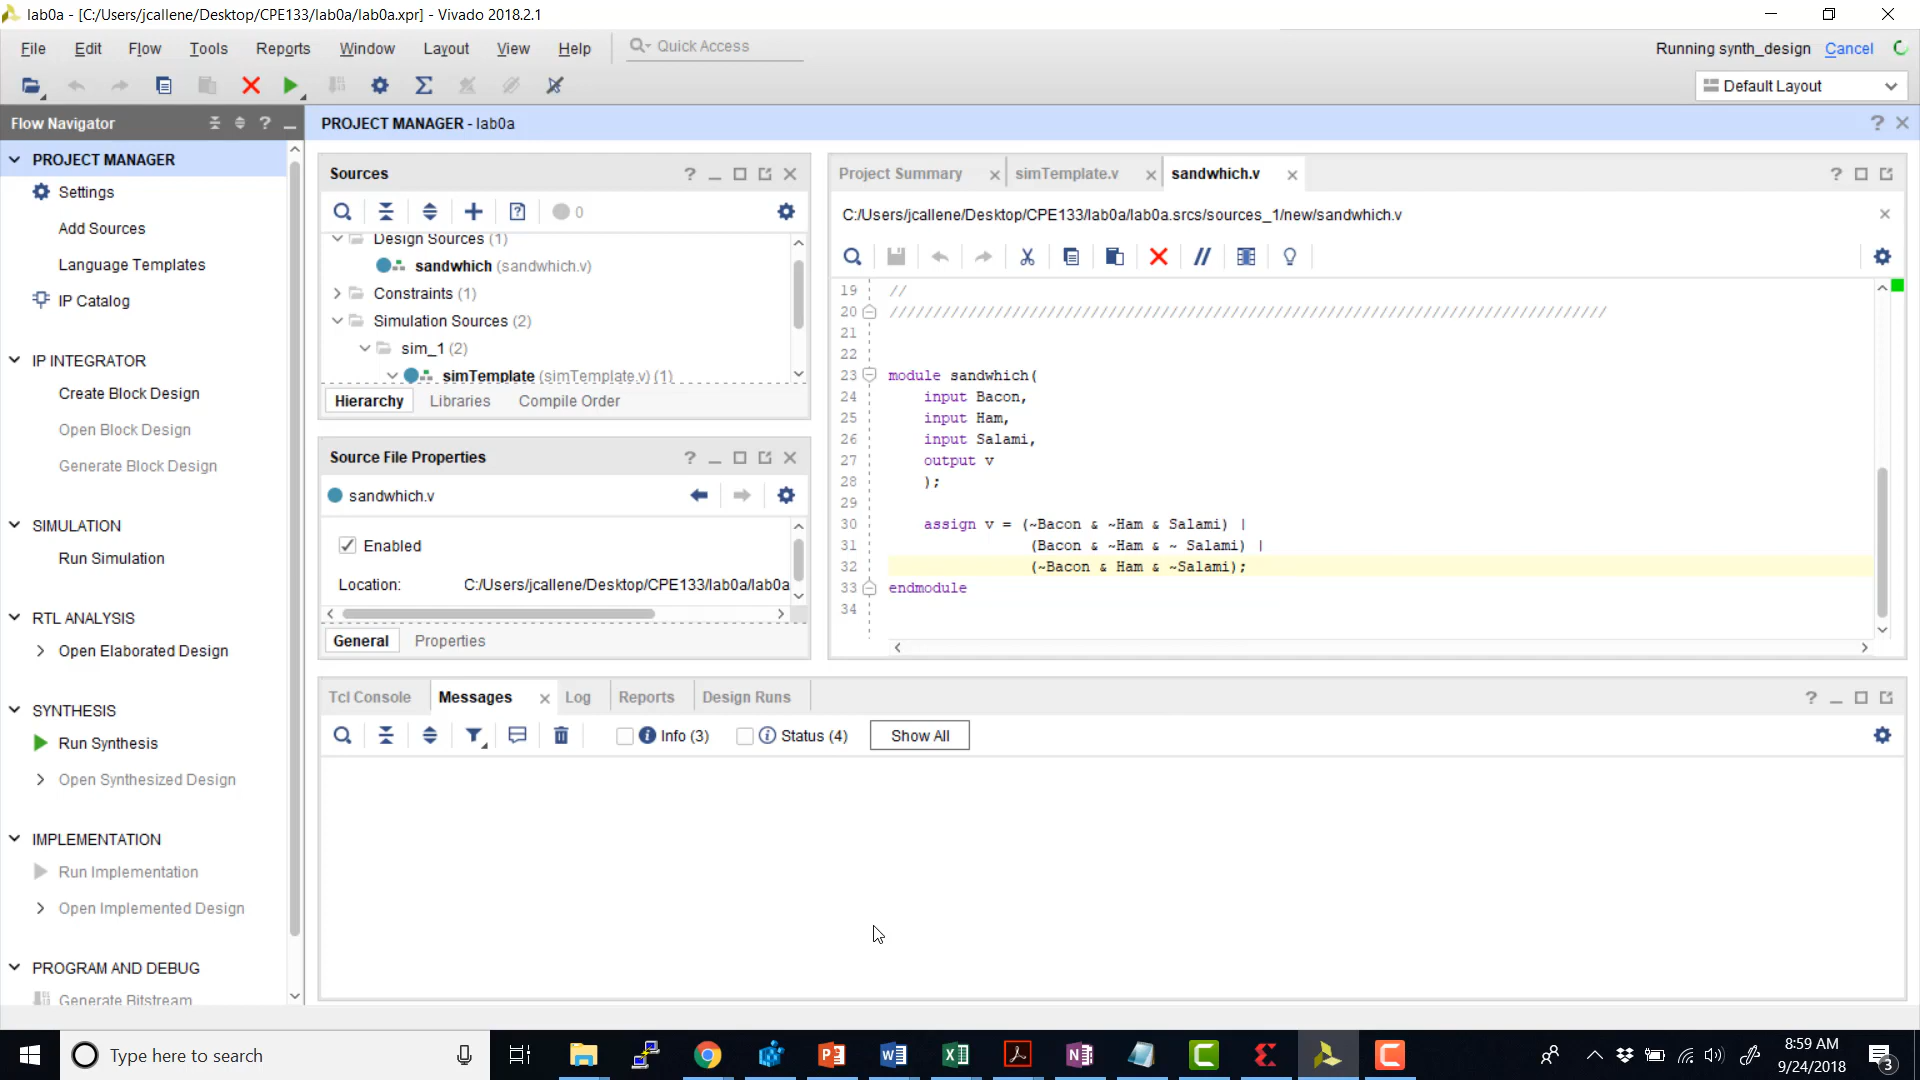 lab0a - [C:/Users/jcallene/Desktop/CPE133/lab0a/lab0a.xpr] - Vivado 2018.2.1
File Edit Flow Tools Reports Window Layout View Help Quick Access
Running synth_design Cancel
Default Layout
Flow Navigator
PROJECT MANAGER
Settings
Add Sources
Language Templates
IP Catalog
IP INTEGRATOR
Create Block Design
Open Block Design
Generate Block Design
SIMULATION
Run Simulation
RTL ANALYSIS
Open Elaborated Design
SYNTHESIS
Run Synthesis
Open Synthesized Design
IMPLEMENTATION
Run Implementation
Open Implemented Design
PROGRAM AND DEBUG
Generate Bitstream
PROJECT MANAGER - lab0a
Sources
0
Design Sources (1)
sandwhich (sandwhich.v)
Constraints (1)
Simulation Sources (2)
sim_1 (2)
simTemplate (simTemplate.v) (1)
Hierarchy Libraries Compile Order
Source File Properties
sandwhich.v
Enabled
Location: C:/Users/jcallene/Desktop/CPE133/lab0a/lab0a
General Properties
Project Summary simTemplate.v sandwhich.v
C:/Users/jcallene/Desktop/CPE133/lab0a/lab0a.srcs/sources_1/new/sandwhich.v
19 //
20 /////////////////////////////////////////////////////////////////////////////////
21
22
23 module sandwhich(
24 input Bacon,
25 input Ham,
26 input Salami,
27 output v
28 );
29
30 assign v = (~Bacon & ~Ham & Salami) |
31 (Bacon & ~Ham & ~ Salami) |
32 (~Bacon & Ham & ~Salami);
33 endmodule
34
Tcl Console Messages Log Reports Design Runs
Info (3) Status (4) Show All
Type here to search
8:59 AM
9/24/2018
3